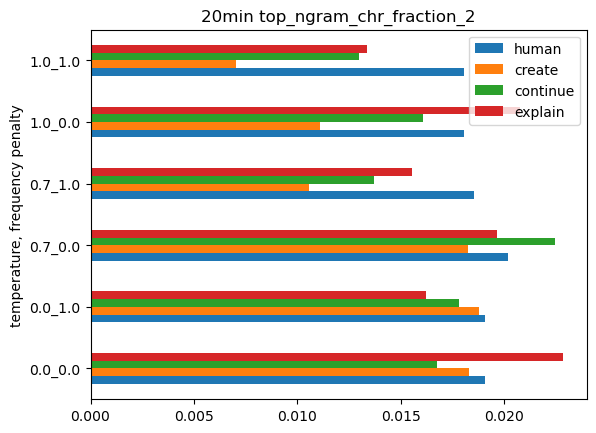 20min top_ngram_chr_fraction_2
human
create
continue
explain
temperature, frequency penalty
1.0_1.0
1.0_0.0
0.7_1.0
0.7_0.0
0.0_1.0
0.0_0.0
0.000 0.005 0.010 0.015 0.020